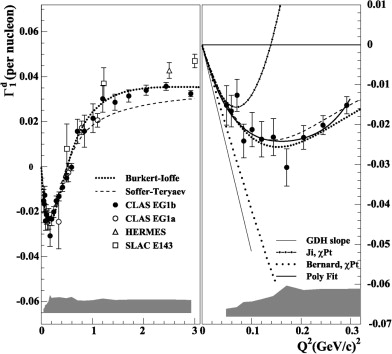 Γ₁ᵈ (per nucleon)
0.06
0.04
0.02
0
-0.02
-0.04
-0.06
Burkert-Ioffe
Soffer-Teryaev
CLAS EG1b
CLAS EG1a
HERMES
SLAC E143
0 1 2 3
0.01
0
-0.01
-0.02
-0.03
-0.04
-0.05
-0.06
-0.07
GDH slope
Ji, χPt
Bernard, χPt
Poly Fit
0 0.1 0.2 0.3
Q²(GeV/c)²